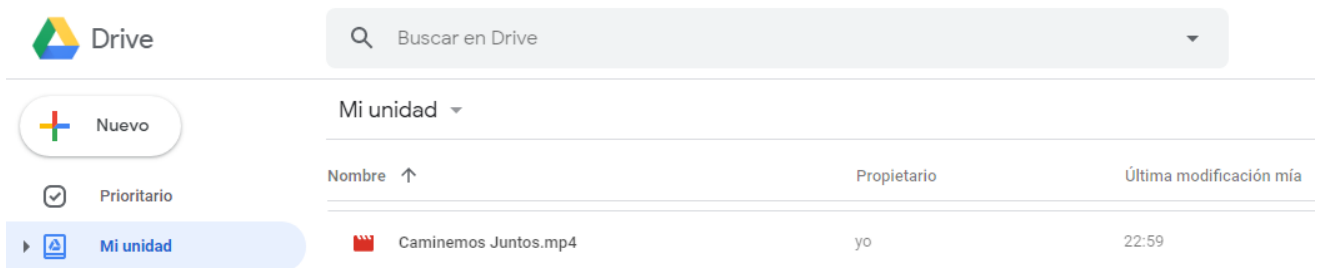 Drive
Buscar en Drive
Nuevo
Mi unidad
Nombre Propietario Última modificación mía
Prioritario
Mi unidad
Caminemos Juntos.mp4 yo 22:59